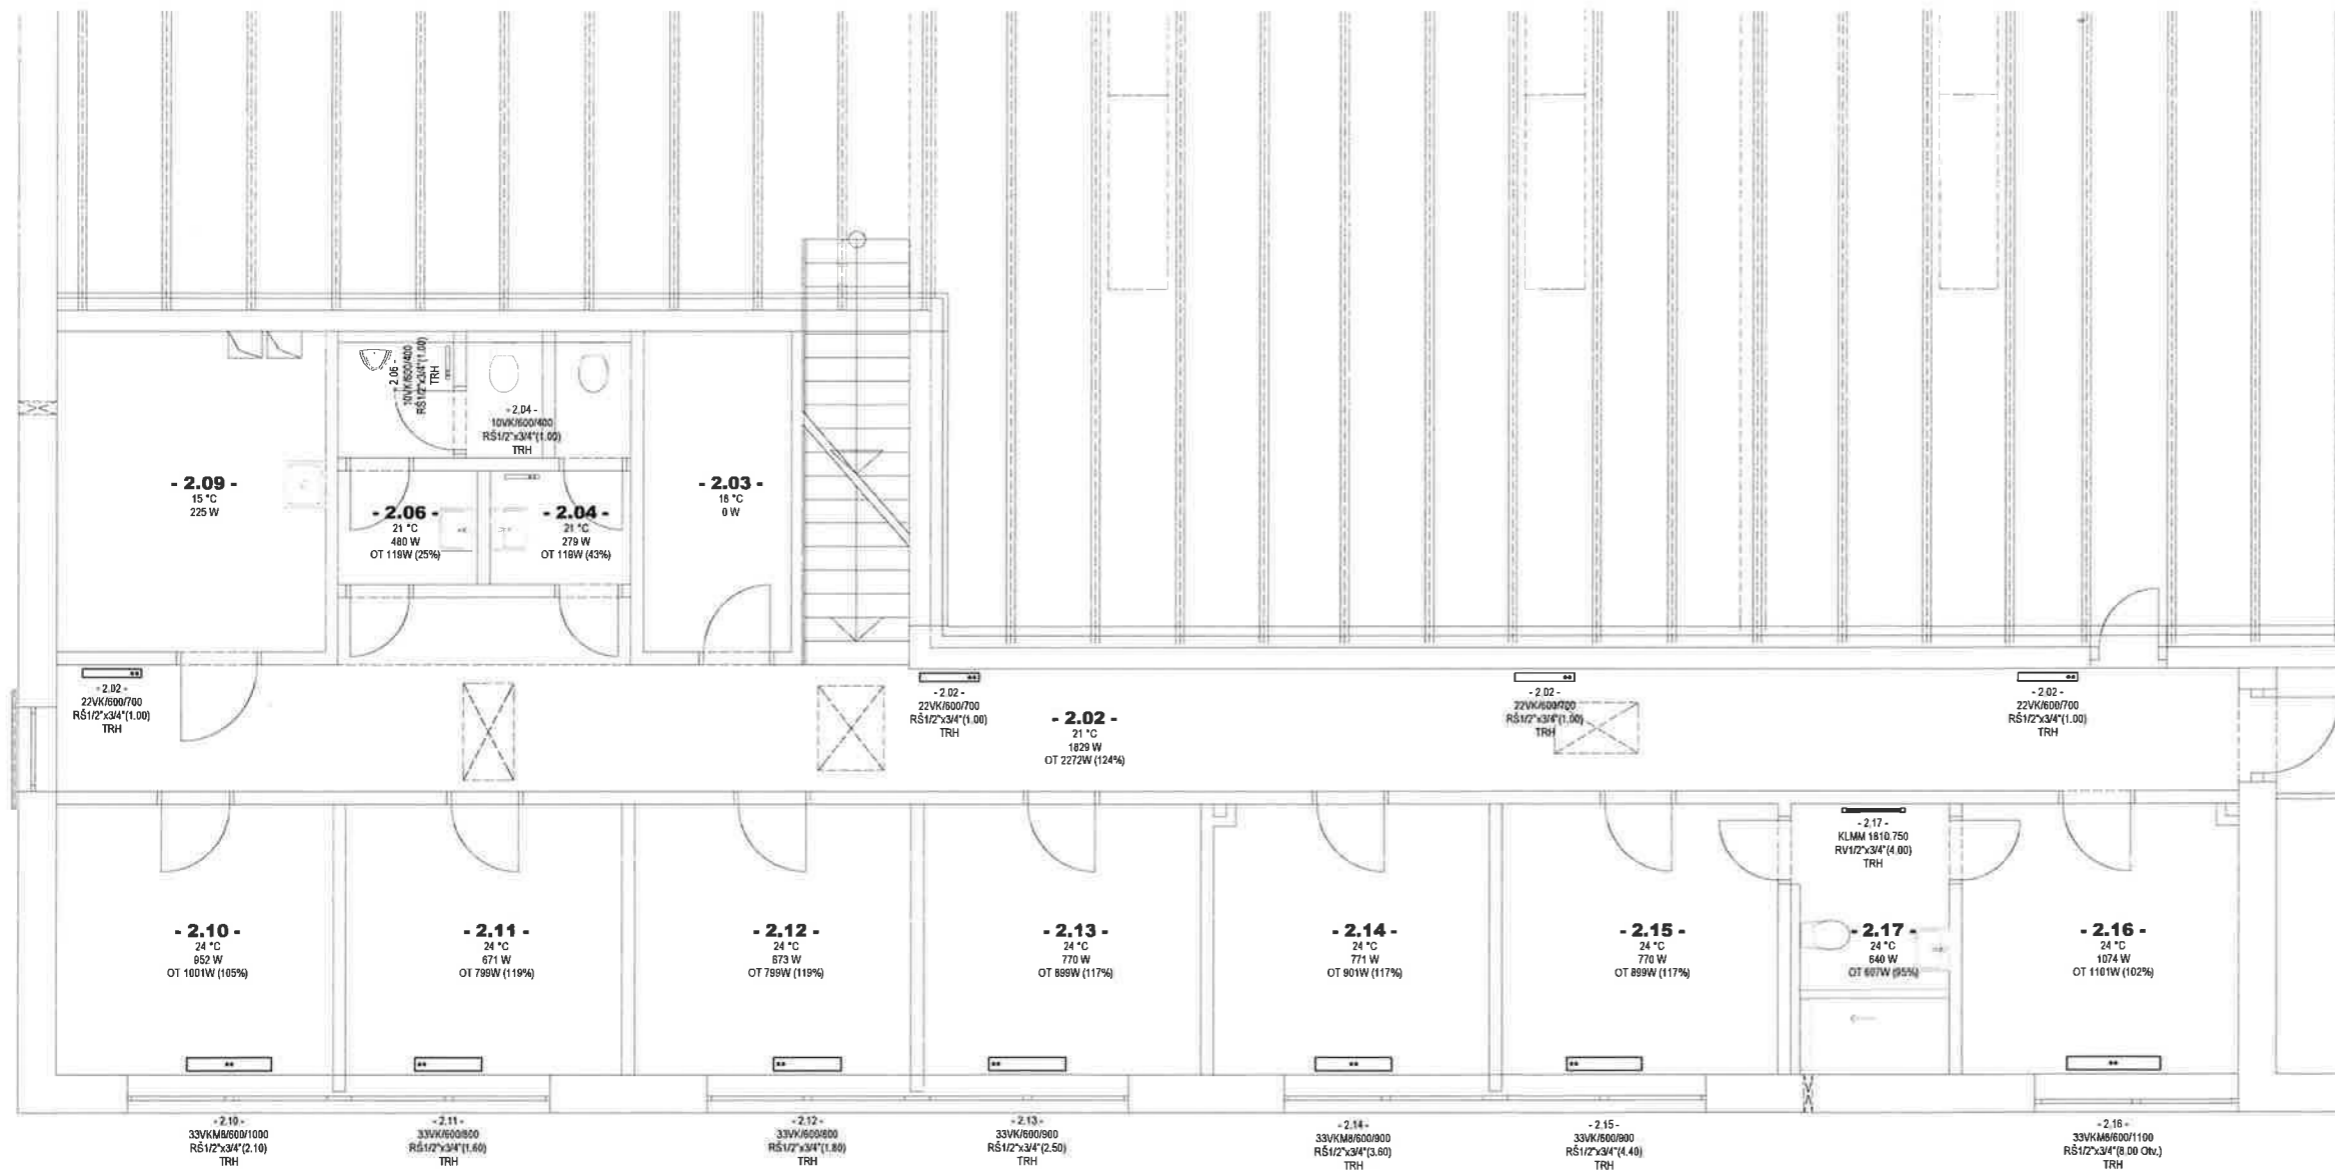 - 2.06 -
10VK/600/400
RŠ1/2"x3/4"(1.00)
TRH
- 2.04 -
10VK/600/400
RŠ1/2"x3/4"(1.00)
TRH
- 2.09 -
15 °C
225 W
- 2.06 -
21 °C
480 W
OT 119W (25%)
- 2.04 -
21 °C
279 W
OT 119W (43%)
- 2.03 -
18 °C
0 W
- 2.02 -
22VK/600/700
RŠ1/2"x3/4"(1.00)
TRH
- 2.02 -
22VK/600/700
RŠ1/2"x3/4"(1.00)
TRH
- 2.02 -
21 °C
1829 W
OT 2272W (124%)
- 2.02 -
22VK/600/700
RŠ1/2"x3/4"(1.00)
TRH
- 2.02 -
22VK/600/700
RŠ1/2"x3/4"(1.00)
TRH
- 2.17 -
KLMM 1810.750
RV1/2"x3/4"(4.00)
TRH
- 2.10 -
24 °C
952 W
OT 1001W (105%)
- 2.11 -
24 °C
671 W
OT 799W (119%)
- 2.12 -
24 °C
673 W
OT 799W (119%)
- 2.13 -
24 °C
770 W
OT 899W (117%)
- 2.14 -
24 °C
771 W
OT 901W (117%)
- 2.15 -
24 °C
770 W
OT 899W (117%)
- 2.17 -
24 °C
640 W
OT 607W (95%)
- 2.16 -
24 °C
1074 W
OT 1101W (102%)
- 2.10 -
33VKM8/600/1000
RŠ1/2"x3/4"(2.10)
TRH
- 2.11 -
33VK/600/800
RŠ1/2"x3/4"(1.60)
TRH
- 2.12 -
33VK/600/800
RŠ1/2"x3/4"(1.80)
TRH
- 2.13 -
33VK/600/900
RŠ1/2"x3/4"(2.50)
TRH
- 2.14 -
33VKM8/600/900
RŠ1/2"x3/4"(3.60)
TRH
- 2.15 -
33VK/600/900
RŠ1/2"x3/4"(4.40)
TRH
- 2.16 -
33VKM8/600/1100
RŠ1/2"x3/4"(8.00 Otv.)
TRH